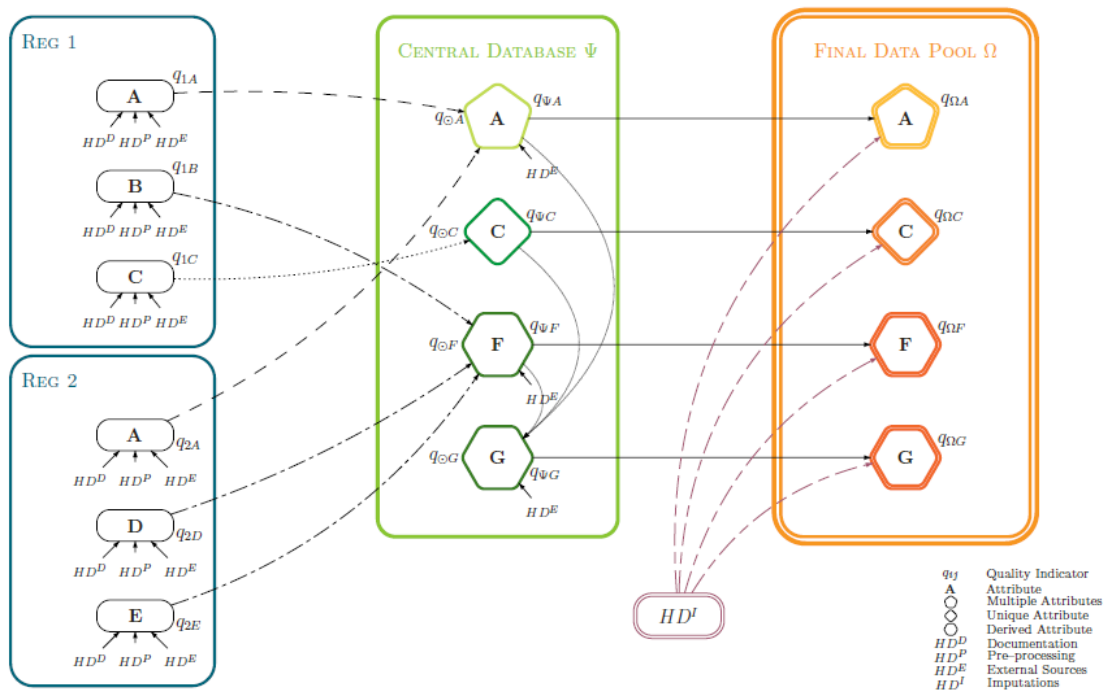 REG 1
A
q1A
HD^D HD^P HD^E
B
q1B
HD^D HD^P HD^E
C
q1C
HD^D HD^P HD^E
REG 2
A
q2A
HD^D HD^P HD^E
D
q2D
HD^D HD^P HD^E
E
q2E
HD^D HD^P HD^E
CENTRAL DATABASE Ψ
q⊙A
A
qΨA
HD^E
q⊙C
C
qΨC
q⊙F
F
qΨF
HD^E
q⊙G
G
qΨG
HD^E
HD^I
FINAL DATA POOL Ω
A
qΩA
C
qΩC
F
qΩF
G
qΩG
qij Quality Indicator
A Attribute
Multiple Attributes
Unique Attribute
Derived Attribute
HD^D Documentation
HD^P Pre–processing
HD^E External Sources
HD^I Imputations